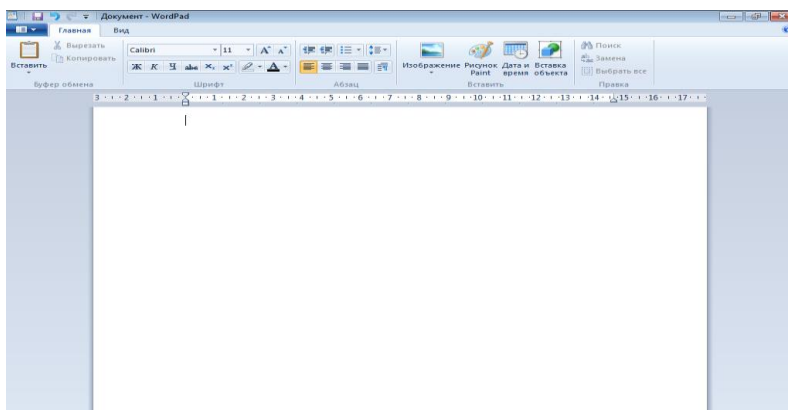 Документ - WordPad
Главная Вид
Вставить
Вырезать
Копировать
Буфер обмена
Calibri 11
Ж К Ч abc X₂ X²
Шрифт
Абзац
Изображение
Рисунок Paint
Дата и время
Вставка объекта
Вставить
Поиск
Замена
Выбрать все
Правка
3 2 1 1 2 3 4 5 6 7 8 9 10 11 12 13 14 15 16 17